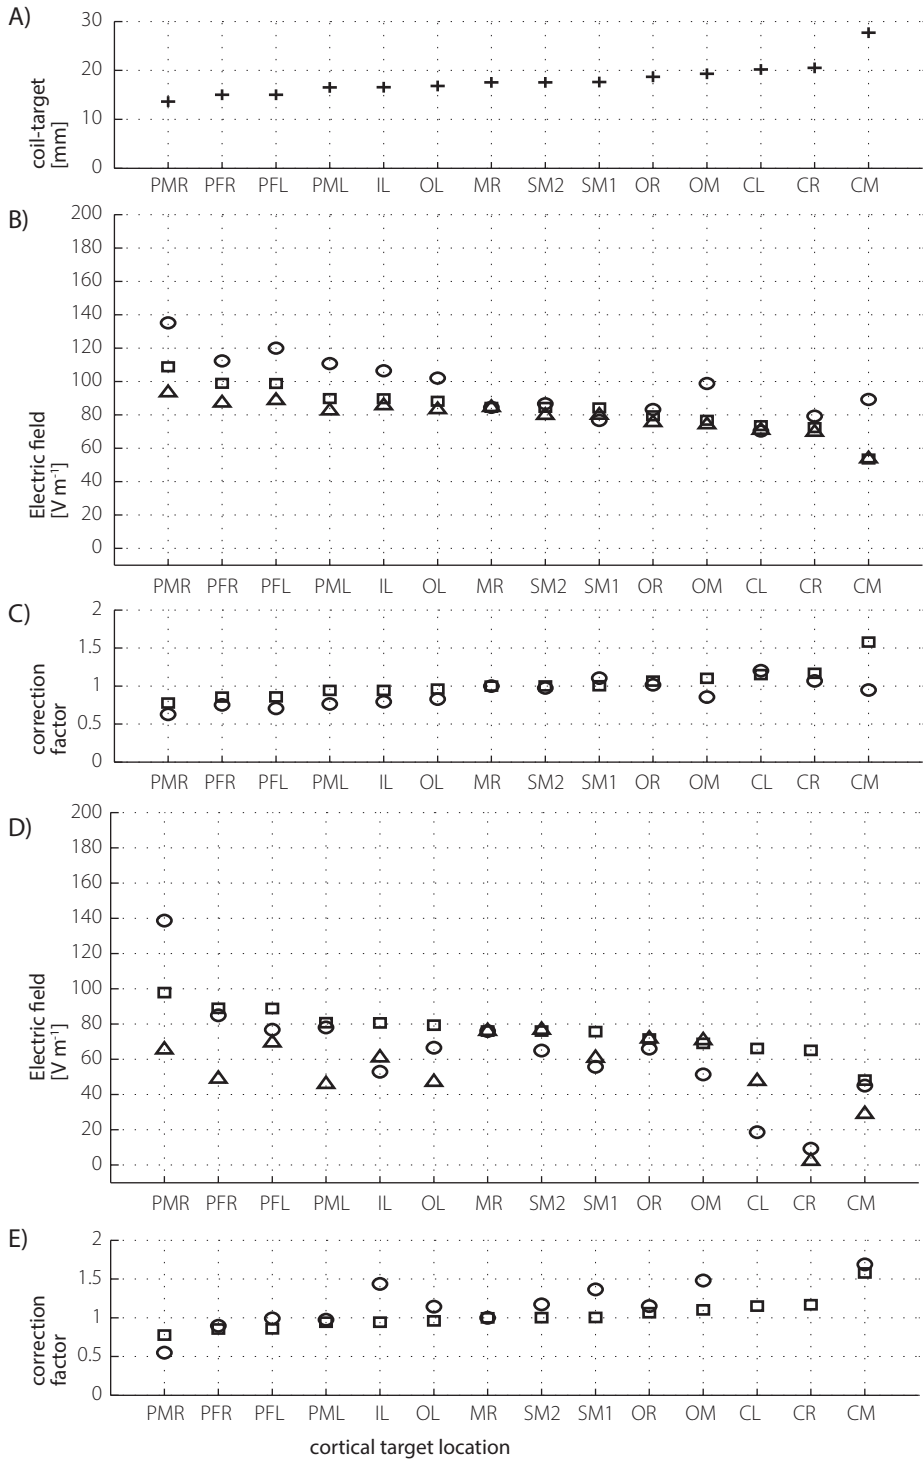 A)
30
20
10
0
coil-target
[mm]
PMR PFR PFL PML IL OL MR SM2 SM1 OR OM CL CR CM
B)
200
180
160
140
120
100
80
60
40
20
0
Electric field
[V m⁻¹]
PMR PFR PFL PML IL OL MR SM2 SM1 OR OM CL CR CM
C)
2
1.5
1
0.5
0
correction
factor
PMR PFR PFL PML IL OL MR SM2 SM1 OR OM CL CR CM
D)
200
180
160
140
120
100
80
60
40
20
0
Electric field
[V m⁻¹]
PMR PFR PFL PML IL OL MR SM2 SM1 OR OM CL CR CM
E)
2
1.5
1
0.5
0
correction
factor
PMR PFR PFL PML IL OL MR SM2 SM1 OR OM CL CR CM
cortical target location